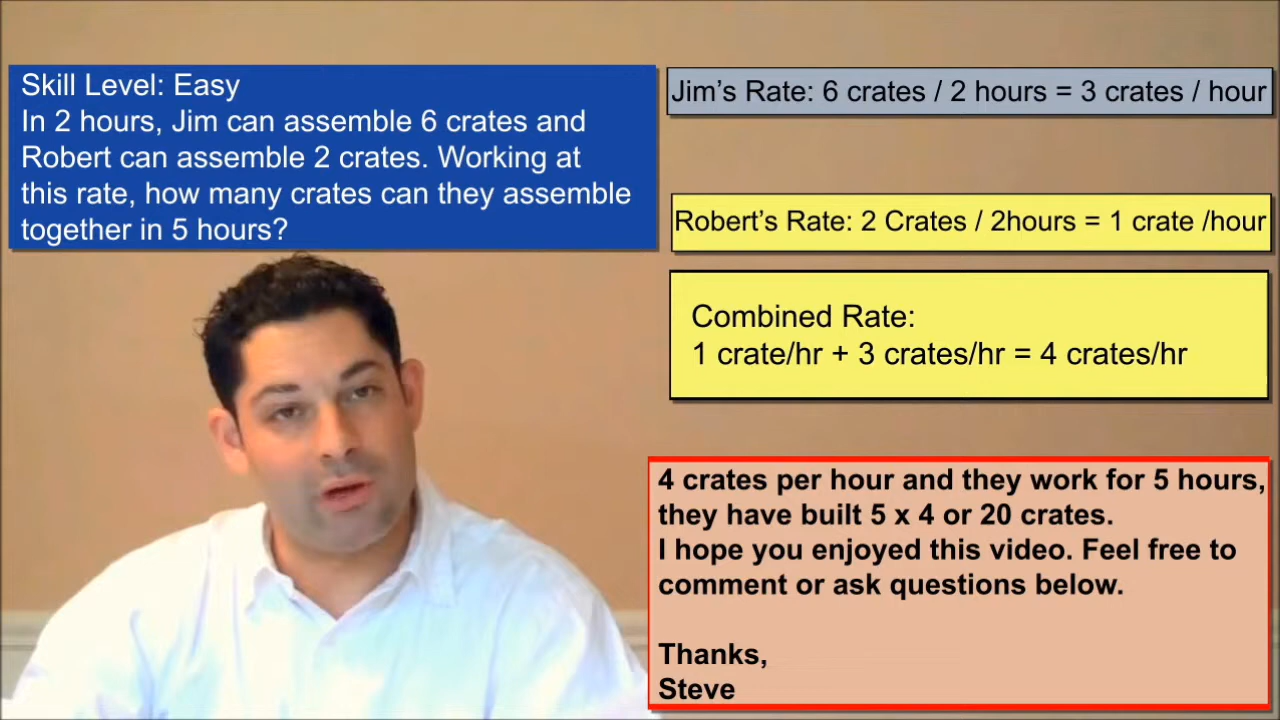 Skill Level: Easy
In 2 hours, Jim can assemble 6 crates and
Robert can assemble 2 crates. Working at
this rate, how many crates can they assemble
together in 5 hours?
Jim's Rate: 6 crates / 2 hours = 3 crates / hour
Robert's Rate: 2 Crates / 2hours = 1 crate /hour
Combined Rate:
1 crate/hr + 3 crates/hr = 4 crates/hr
4 crates per hour and they work for 5 hours,
they have built 5 x 4 or 20 crates.
I hope you enjoyed this video. Feel free to
comment or ask questions below.
Thanks,
Steve